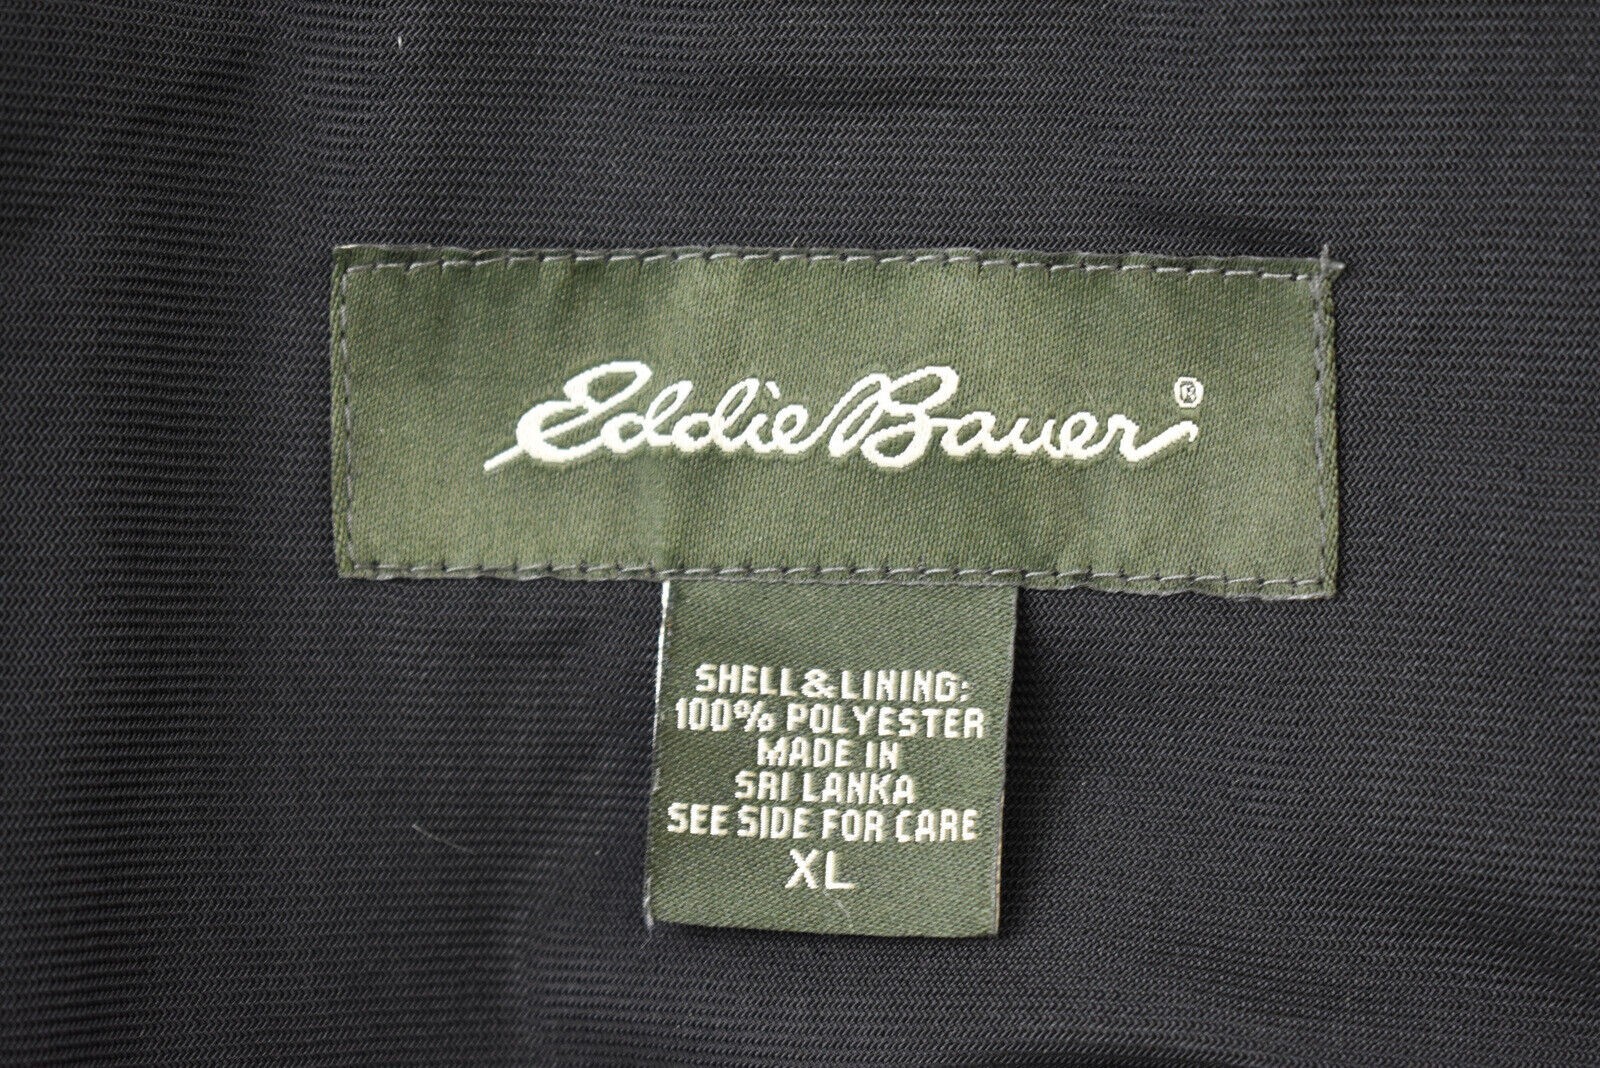 Eddie Bauer®
SHELL & LINING:
100% POLYESTER
MADE IN
SRI LANKA
SEE SIDE FOR CARE
XL